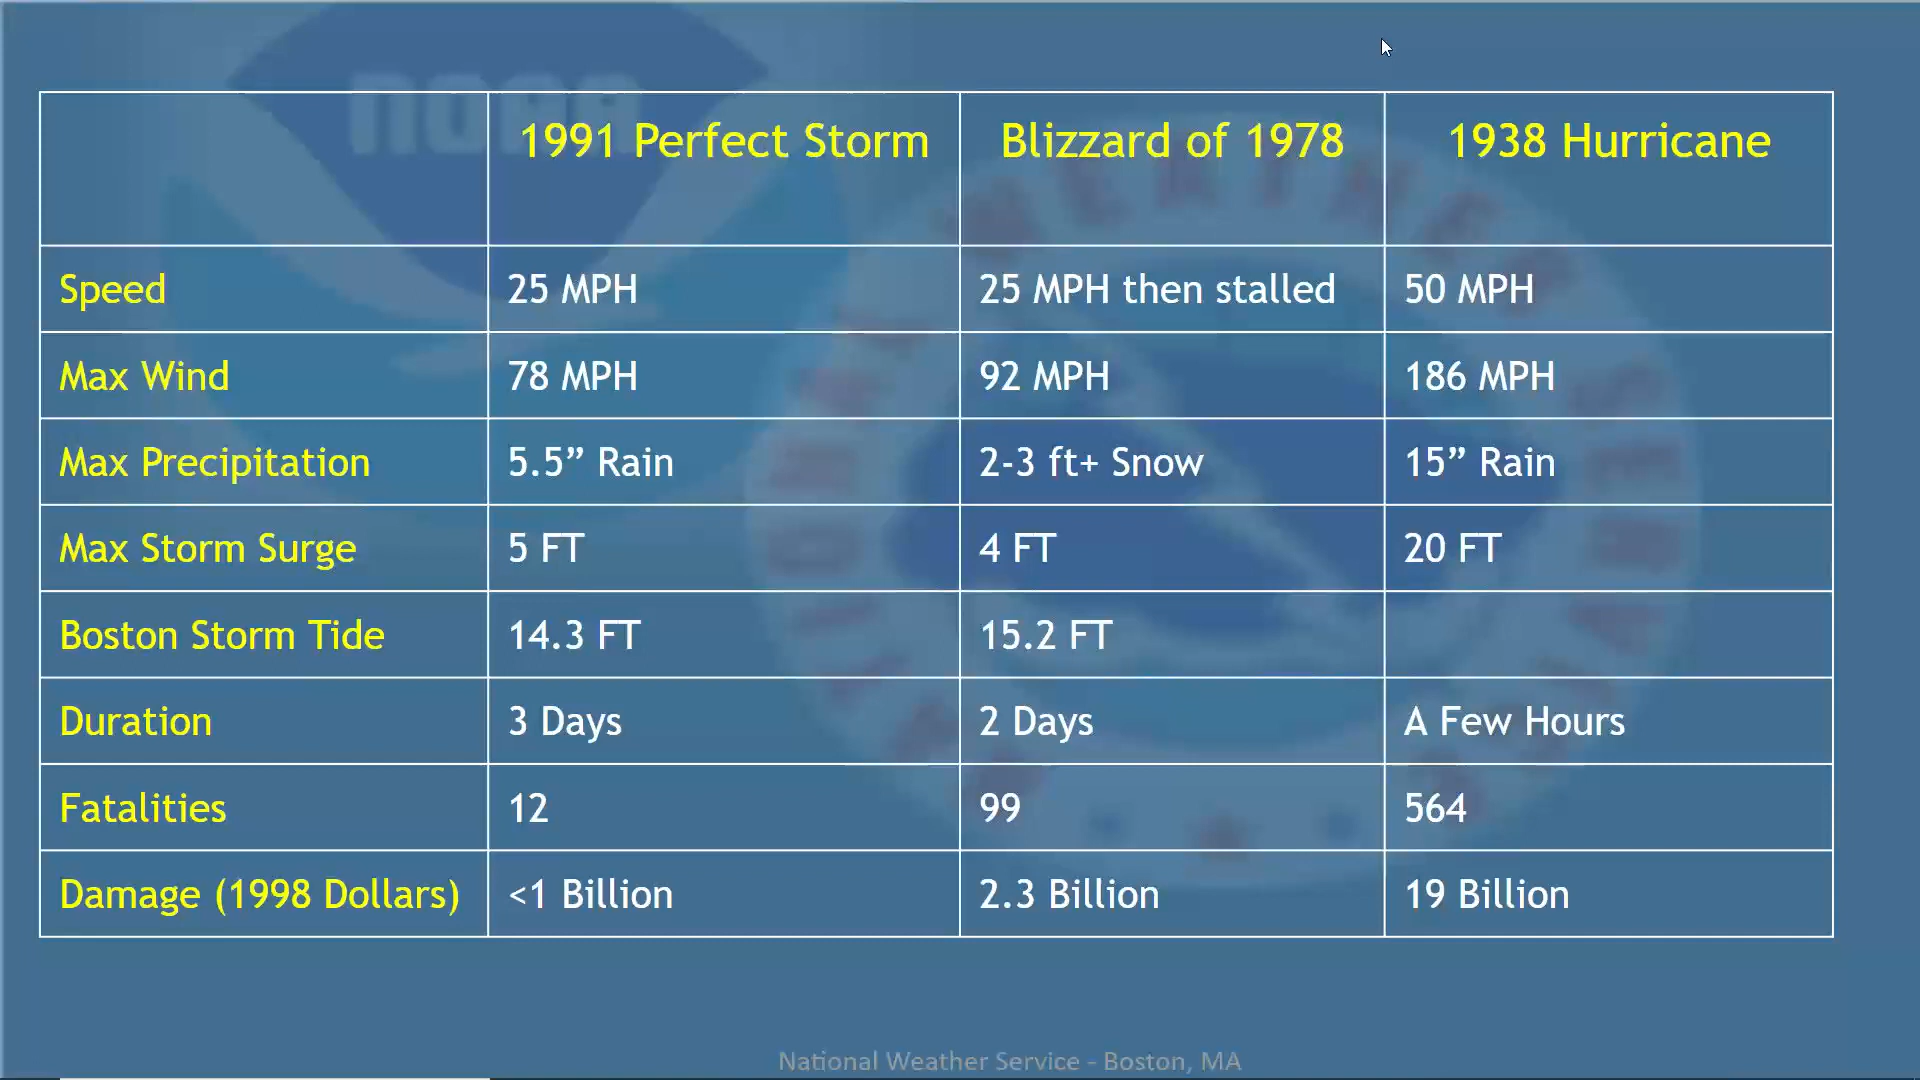 noaa
NATIONAL WEATHER SERVICE
1991 Perfect Storm Blizzard of 1978 1938 Hurricane
Speed 25 MPH 25 MPH then stalled 50 MPH
Max Wind 78 MPH 92 MPH 186 MPH
Max Precipitation 5.5” Rain 2-3 ft+ Snow 15” Rain
Max Storm Surge 5 FT 4 FT 20 FT
Boston Storm Tide 14.3 FT 15.2 FT
Duration 3 Days 2 Days A Few Hours
Fatalities 12 99 564
Damage (1998 Dollars) <1 Billion 2.3 Billion 19 Billion
National Weather Service - Boston, MA